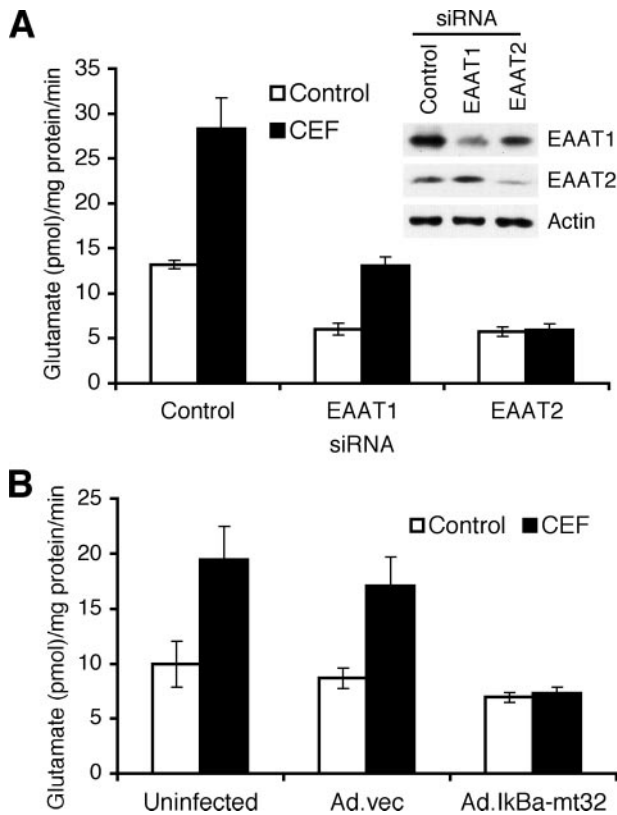 A
siRNA
Control
EAAT1
EAAT2
Glutamate (pmol)/mg protein/min
35
30
25
20
15
10
5
0
Control
CEF
EAAT1
EAAT2
Actin
Control
EAAT1
EAAT2
siRNA
B
Glutamate (pmol)/mg protein/min
25
20
15
10
5
0
Control
CEF
Uninfected
Ad.vec
Ad.IkBa-mt32